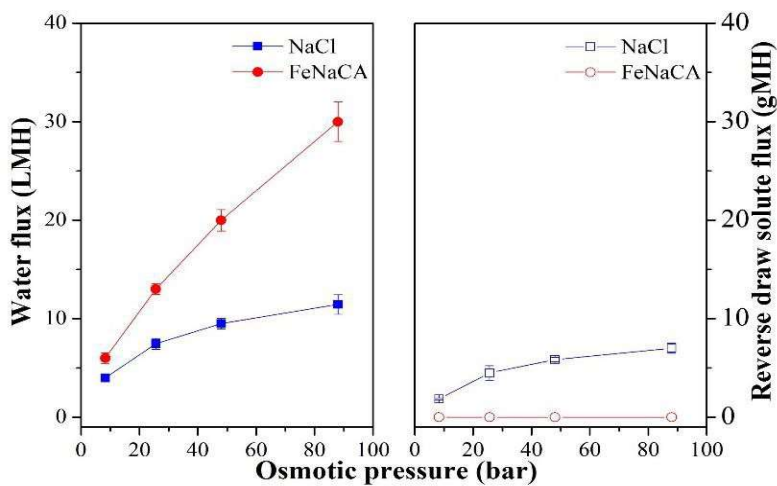 Water flux (LMH)
40
30
20
10
0
NaCl
FeNaCA
0 20 40 60 80 100
NaCl
FeNaCA
0 20 40 60 80 100
40
30
20
10
0
Reverse draw solute flux (gMH)
Osmotic pressure (bar)